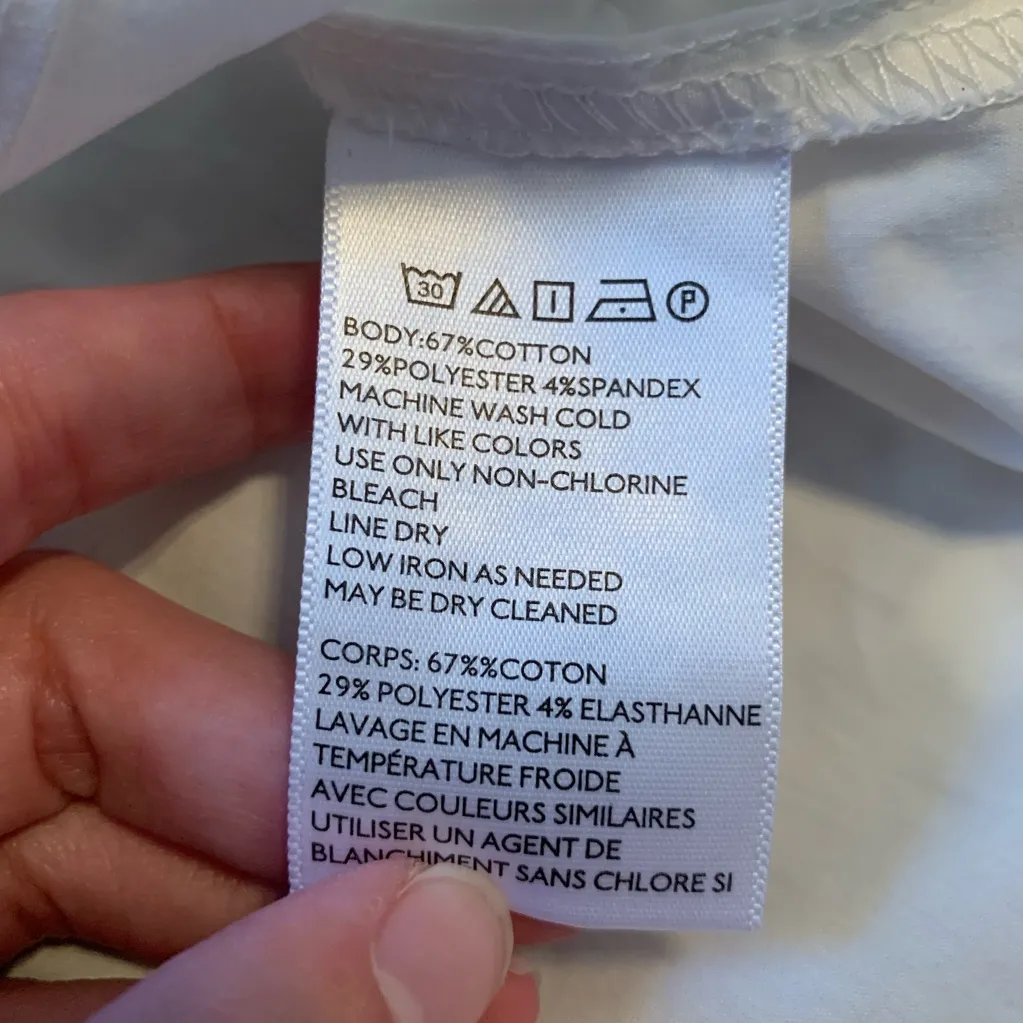 30 P
BODY:67%COTTON
29%POLYESTER 4%SPANDEX
MACHINE WASH COLD
WITH LIKE COLORS
USE ONLY NON-CHLORINE
BLEACH
LINE DRY
LOW IRON AS NEEDED
MAY BE DRY CLEANED
CORPS: 67%%COTON
29% POLYESTER 4% ELASTHANNE
LAVAGE EN MACHINE À
TEMPÉRATURE FROIDE
AVEC COULEURS SIMILAIRES
UTILISER UN AGENT DE
BLANCHIMENT SANS CHLORE SI